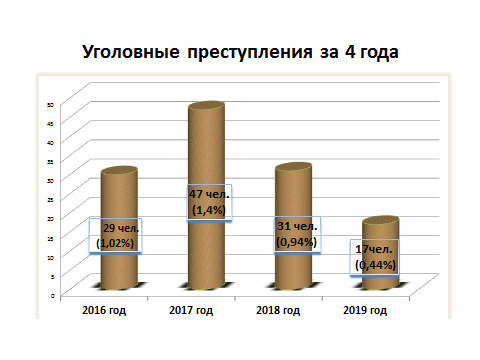 Уголовные преступления за 4 года
50
45
40
35
30
25
20
15
10
5
0
29 чел.
(1,02%)
47 чел.
(1,4%)
31 чел.
(0,94%)
17чел.
(0,44%)
2016 год
2017 год
2018 год
2019 год